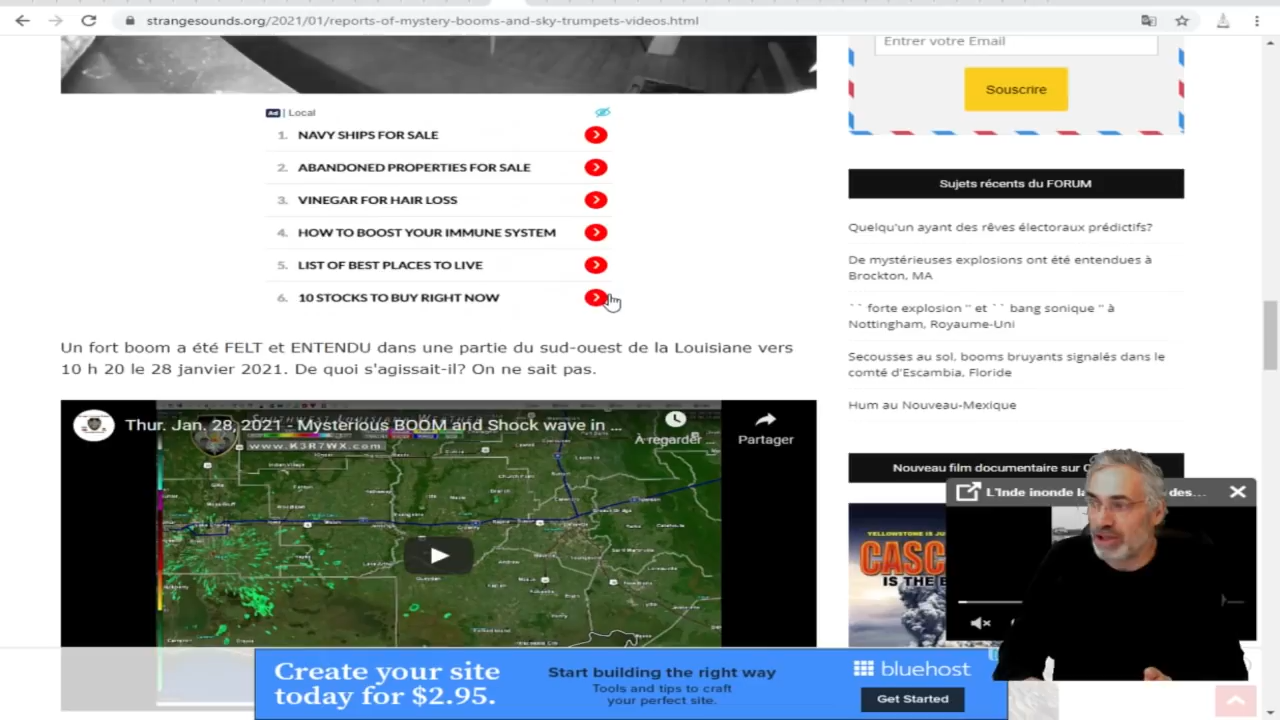 strangesounds.org/2021/01/reports-of-mystery-booms-and-sky-trumpets-videos.html
Ad | Local
1. NAVY SHIPS FOR SALE
2. ABANDONED PROPERTIES FOR SALE
3. VINEGAR FOR HAIR LOSS
4. HOW TO BOOST YOUR IMMUNE SYSTEM
5. LIST OF BEST PLACES TO LIVE
6. 10 STOCKS TO BUY RIGHT NOW
Un fort boom a été FELT et ENTENDU dans une partie du sud-ouest de la Louisiane vers
10 h 20 le 28 janvier 2021. De quoi s'agissait-il? On ne sait pas.
Thur. Jan. 28, 2021 - Mysterious BOOM and Shock wave in ...
À regarder ...
Partager
www.K3R7WX.com
Entrer votre Email
Souscrire
Sujets récents du FORUM
Quelqu'un ayant des rêves électoraux prédictifs?
De mystérieuses explosions ont été entendues à
Brockton, MA
`` forte explosion '' et `` bang sonique '' à
Nottingham, Royaume-Uni
Secousses au sol, booms bruyants signalés dans le
comté d'Escambia, Floride
Hum au Nouveau-Mexique
Nouveau film documentaire sur
L'Inde inonde des...
YELLOWSTONE IS
CASC
IS THE
Create your site
today for $2.95.
Start building the right way
Tools and tips to craft
your perfect site.
bluehost
Get Started